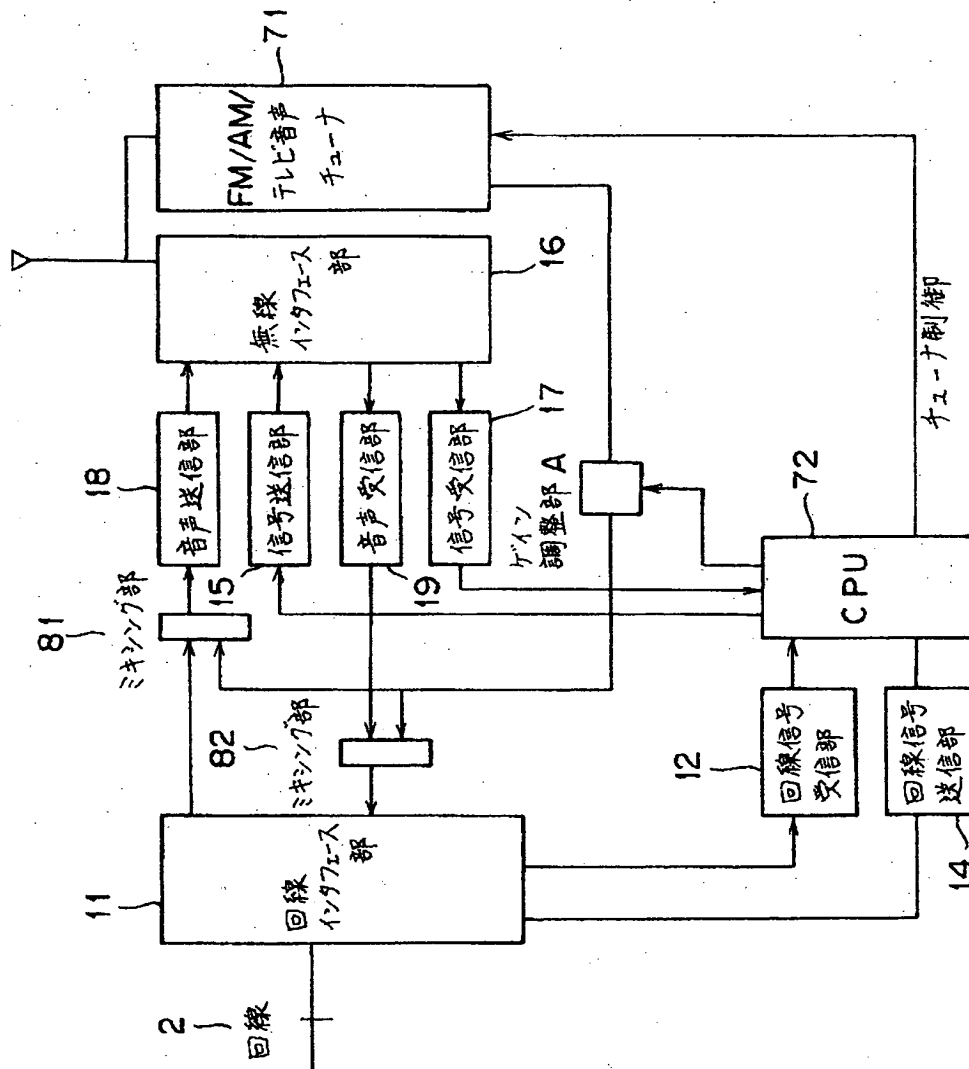 2
回線
11
回線
インタフェース
部
81
ミキシング部
82
ミキシング部
18
音声送信部
15
信号送信部
19
音声受信部
17
信号受信部
無線
インタフェース
部
16
FM/AM/
テレビ音声
チューナ
71
ゲイン
調整部 A
12
回線信号
受信部
14
回線信号
送信部
CPU
72
チューナ制御